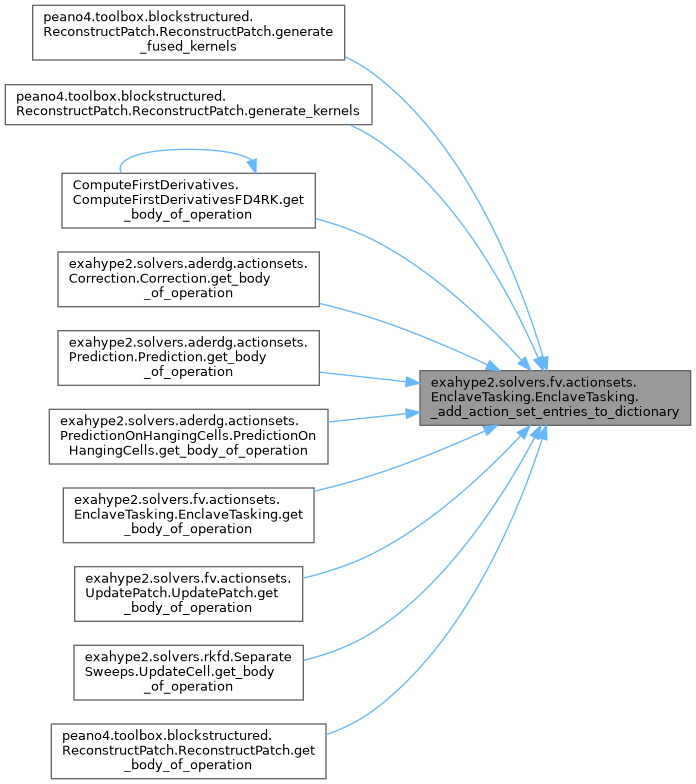 peano4.toolbox.blockstructured.
ReconstructPatch.ReconstructPatch.generate
_fused_kernels
peano4.toolbox.blockstructured.
ReconstructPatch.ReconstructPatch.generate_kernels
ComputeFirstDerivatives.
ComputeFirstDerivativesFD4RK.get
_body_of_operation
exahype2.solvers.aderdg.actionsets.
Correction.Correction.get_body
_of_operation
exahype2.solvers.aderdg.actionsets.
Prediction.Prediction.get_body
_of_operation
exahype2.solvers.fv.actionsets.
EnclaveTasking.EnclaveTasking.
_add_action_set_entries_to_dictionary
exahype2.solvers.aderdg.actionsets.
PredictionOnHangingCells.PredictionOn
HangingCells.get_body_of_operation
exahype2.solvers.fv.actionsets.
EnclaveTasking.EnclaveTasking.get
_body_of_operation
exahype2.solvers.fv.actionsets.
UpdatePatch.UpdatePatch.get
_body_of_operation
exahype2.solvers.rkfd.Separate
Sweeps.UpdateCell.get_body
_of_operation
peano4.toolbox.blockstructured.
ReconstructPatch.ReconstructPatch.get
_body_of_operation